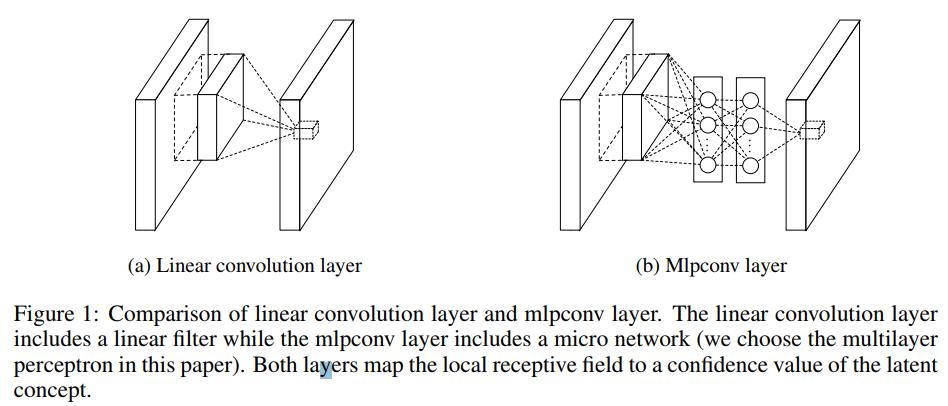 (a) Linear convolution layer
(b) Mlpconv layer
Figure 1: Comparison of linear convolution layer and mlpconv layer. The linear convolution layer
includes a linear filter while the mlpconv layer includes a micro network (we choose the multilayer
perceptron in this paper). Both layers map the local receptive field to a confidence value of the latent
concept.